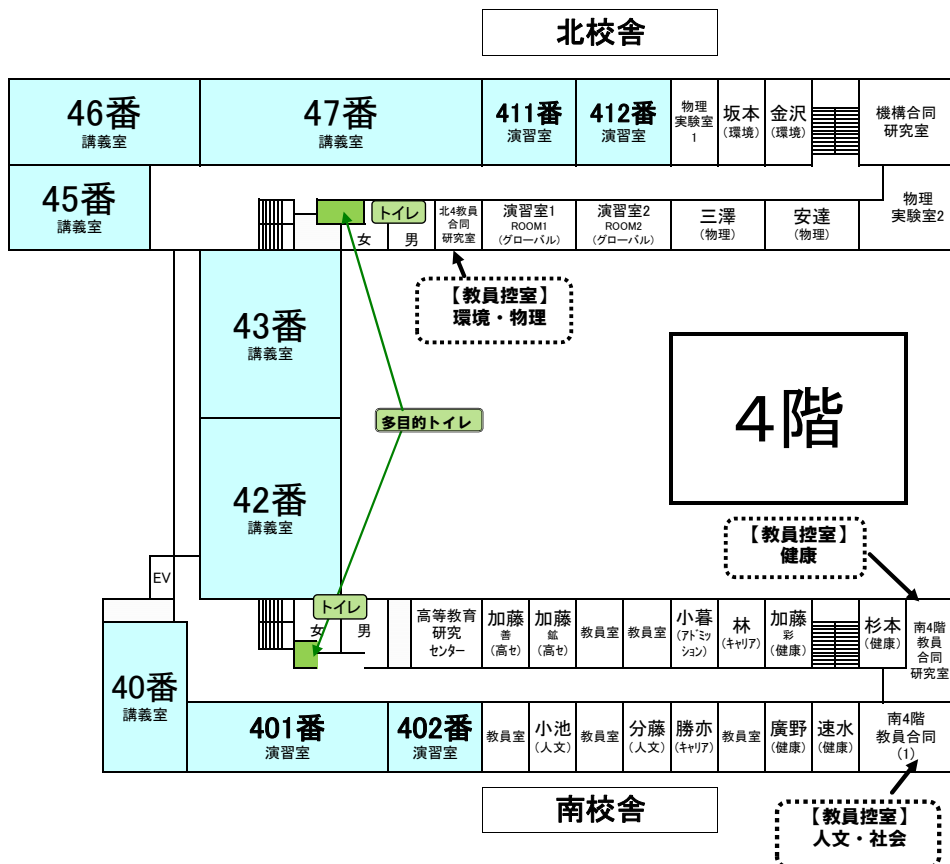 北校舎
46番
講義室
47番
講義室
411番
演習室
412番
演習室
物理
実験室
1
坂本
(環境)
金沢
(環境)
機構合同
研究室
45番
講義室
トイレ
女
男
北4教員
合同
研究室
演習室1
ROOM1
(グローバル)
演習室2
ROOM2
(グローバル)
三澤
(物理)
安達
(物理)
物理
実験室2
【教員控室】
環境・物理
43番
講義室
4階
多目的トイレ
42番
講義室
【教員控室】
健康
EV
トイレ
女
男
高等教育
研究
センター
加藤
善
(高セ)
加藤
鉱
(高セ)
教員室
教員室
小暮
(アドミッ
ション)
林
(キャリア)
加藤
彩
(健康)
杉本
(健康)
南4階
教員
合同
研究室
40番
講義室
401番
演習室
402番
演習室
教員室
小池
(人文)
教員室
分藤
(人文)
勝亦
(キャリア)
教員室
廣野
(健康)
速水
(健康)
南4階
教員合同
(1)
南校舎
【教員控室】
人文・社会